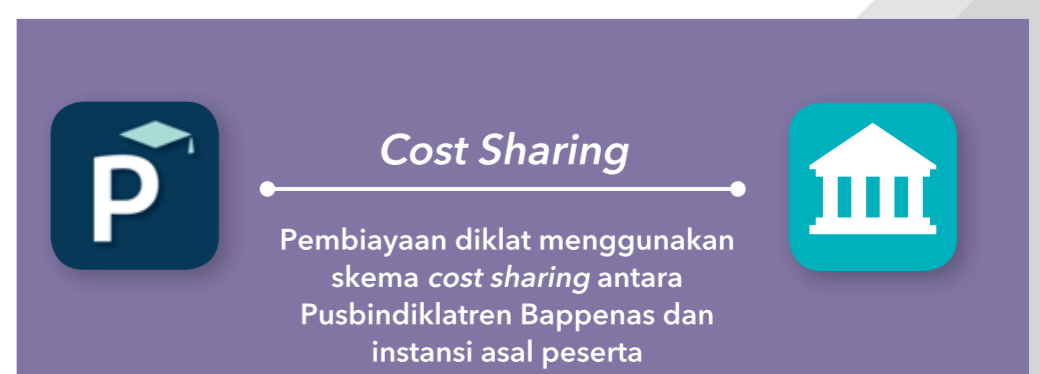 P
Cost Sharing
Pembiayaan diklat menggunakan
skema cost sharing antara
Pusbindiklatren Bappenas dan
instansi asal peserta